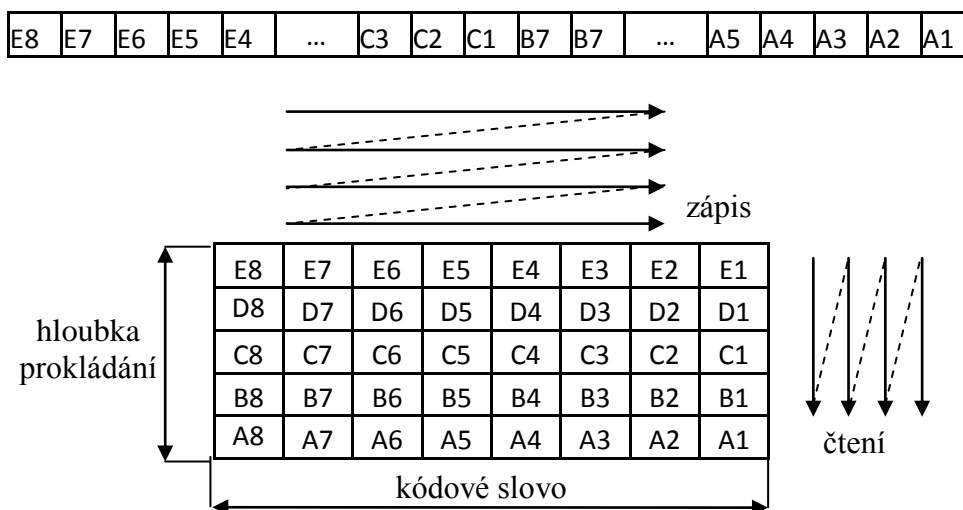 E8 E7 E6 E5 E4 ... C3 C2 C1 B7 B7 ... A5 A4 A3 A2 A1
zápis
E8 E7 E6 E5 E4 E3 E2 E1
D8 D7 D6 D5 D4 D3 D2 D1
hloubka
prokládání
C8 C7 C6 C5 C4 C3 C2 C1
B8 B7 B6 B5 B4 B3 B2 B1
A8 A7 A6 A5 A4 A3 A2 A1
čtení
kódové slovo